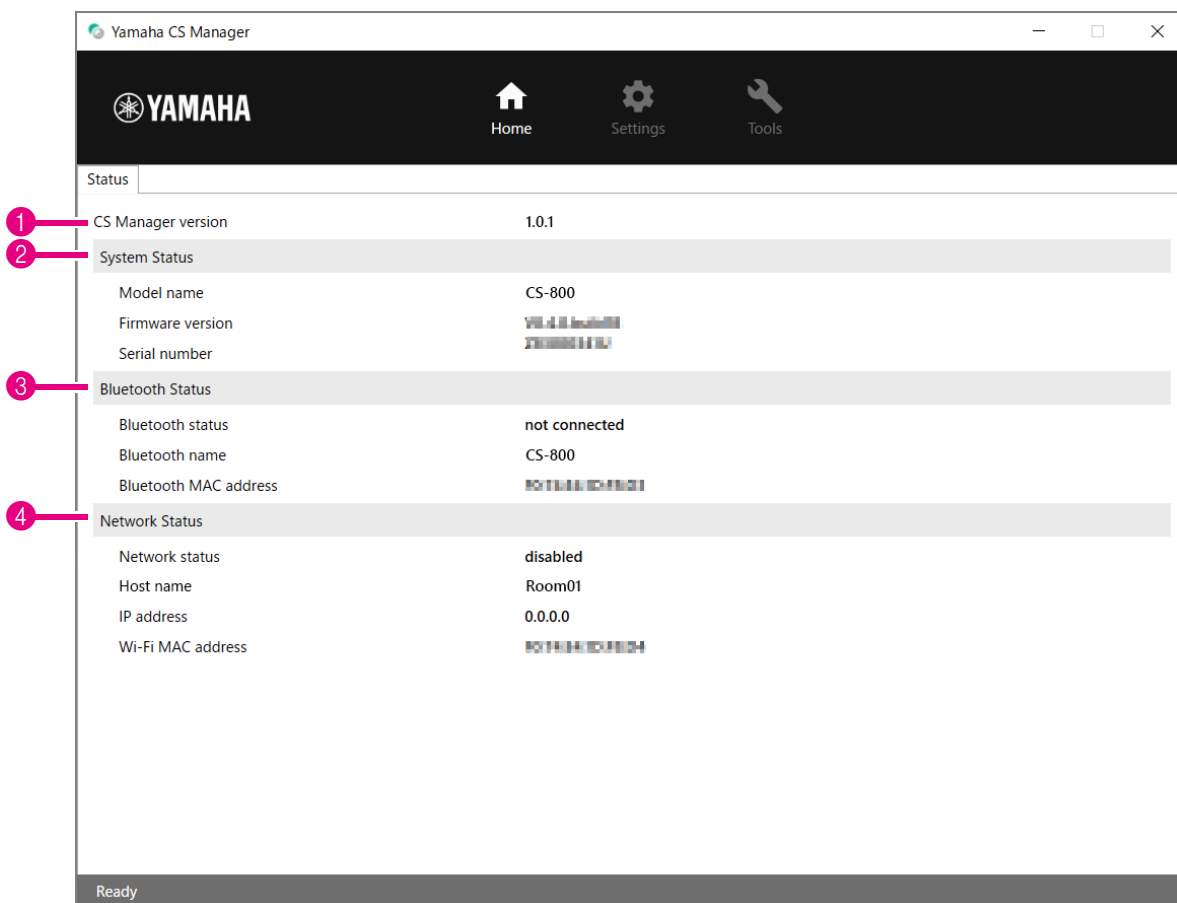 Yamaha CS Manager
YAMAHA
Home Settings Tools
Status
1 CS Manager version 1.0.1
2 System Status
Model name CS-800
Firmware version
Serial number
3 Bluetooth Status
Bluetooth status not connected
Bluetooth name CS-800
Bluetooth MAC address
4 Network Status
Network status disabled
Host name Room01
IP address 0.0.0.0
Wi-Fi MAC address
Ready